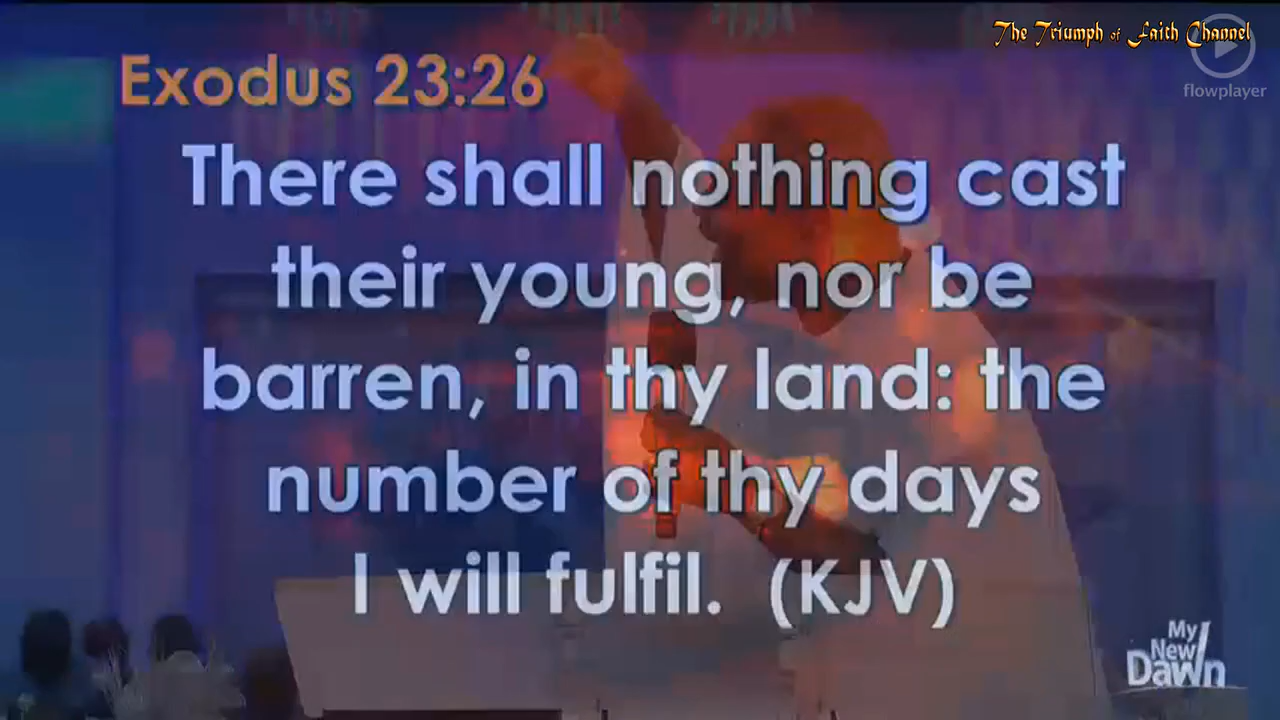 The Triumph of Faith Channel
flowplayer
Exodus 23:26
There shall nothing cast
their young, nor be
barren, in thy land: the
number of thy days
I will fulfil. (KJV)
My
New
Dawn